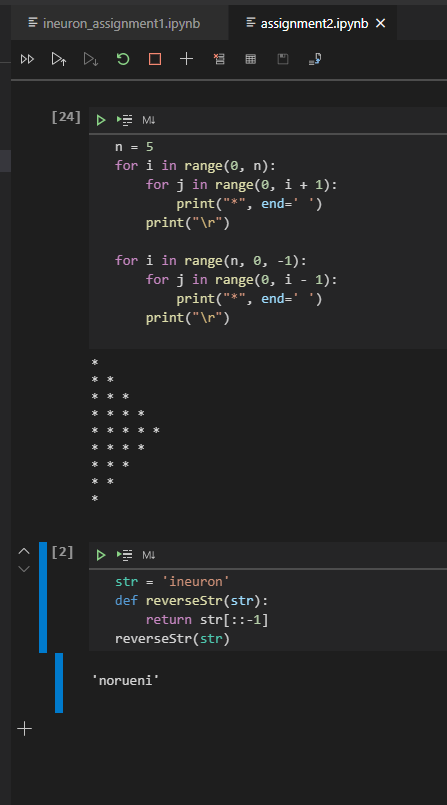 ineuron_assignment1.ipynb assignment2.ipynb
[24]
M↓
n = 5
for i in range(0, n):
    for j in range(0, i + 1):
        print("*", end=' ')
    print("\r")

for i in range(n, 0, -1):
    for j in range(0, i - 1):
        print("*", end=' ')
    print("\r")
*
* *
* * *
* * * *
* * * * *
* * * *
* * *
* *
*
[2]
M↓
str = 'ineuron'
def reverseStr(str):
    return str[::-1]
reverseStr(str)
'norueni'